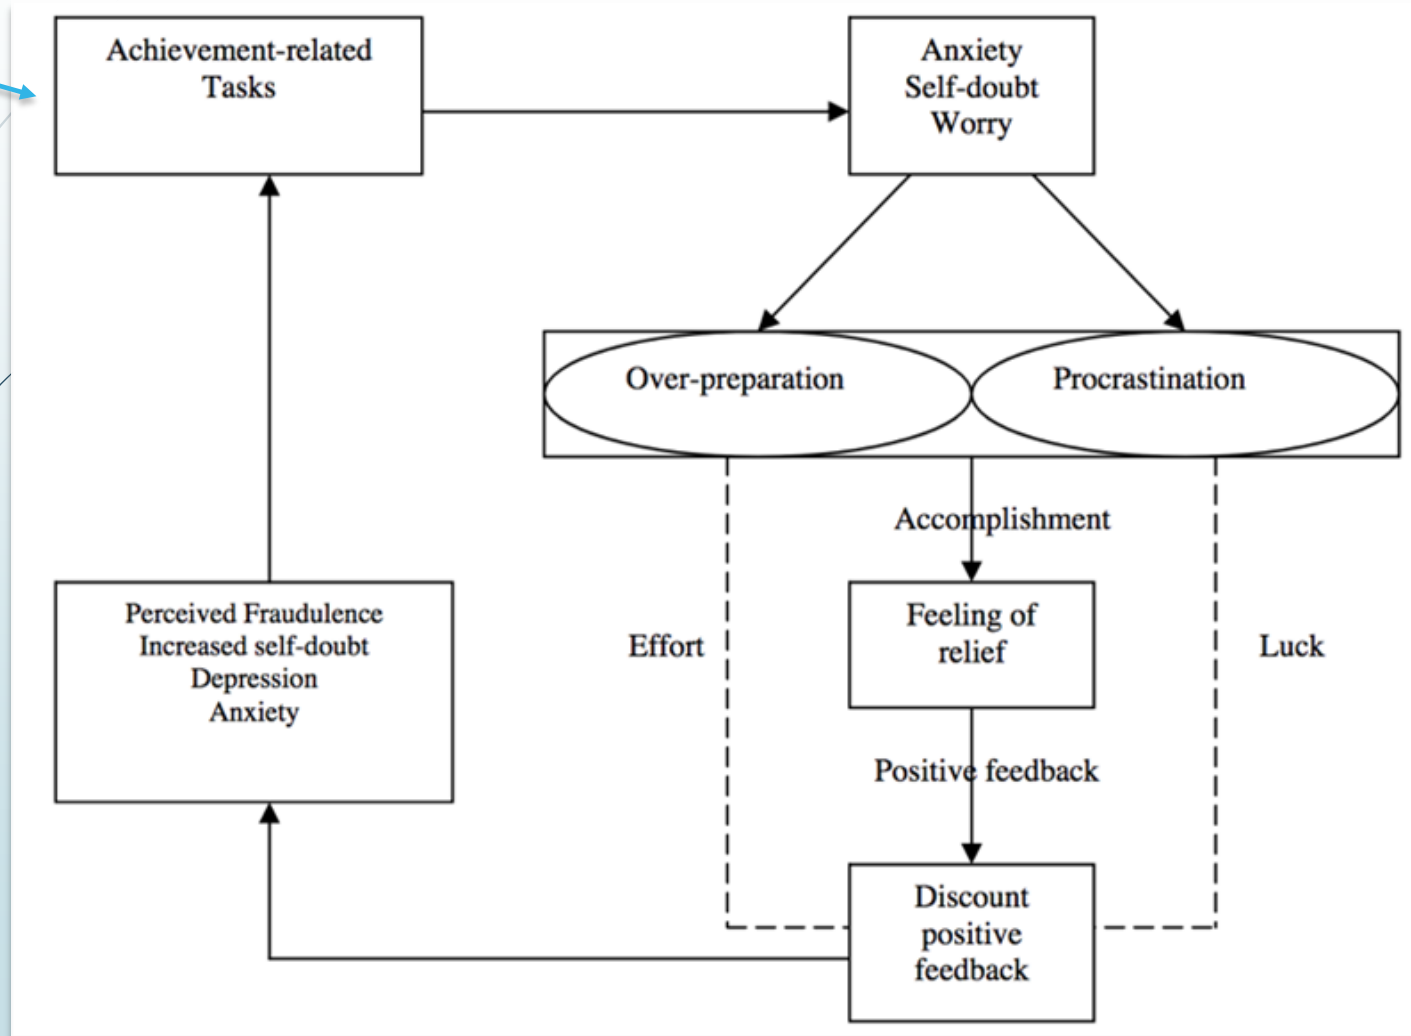 Achievement-related
Tasks
Anxiety
Self-doubt
Worry
Over-preparation
Procrastination
Accomplishment
Feeling of
relief
Effort
Luck
Positive feedback
Discount
positive
feedback
Perceived Fraudulence
Increased self-doubt
Depression
Anxiety